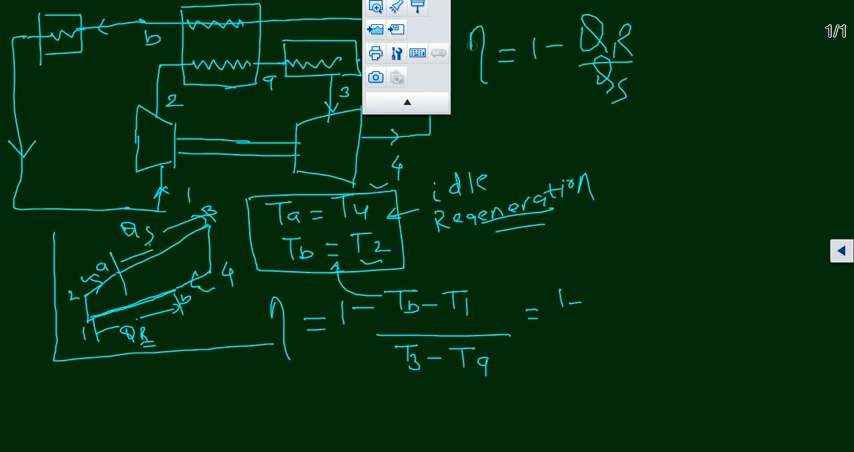 b
a
2
3
4
1
η = 1 - QR/QS
1/1
Ta = T4
Tb = T2
idle
Regeneration
QS
3
a
2
4
b
1
QR
η = 1 - Tb - T1 / T3 - Ta = 1 -